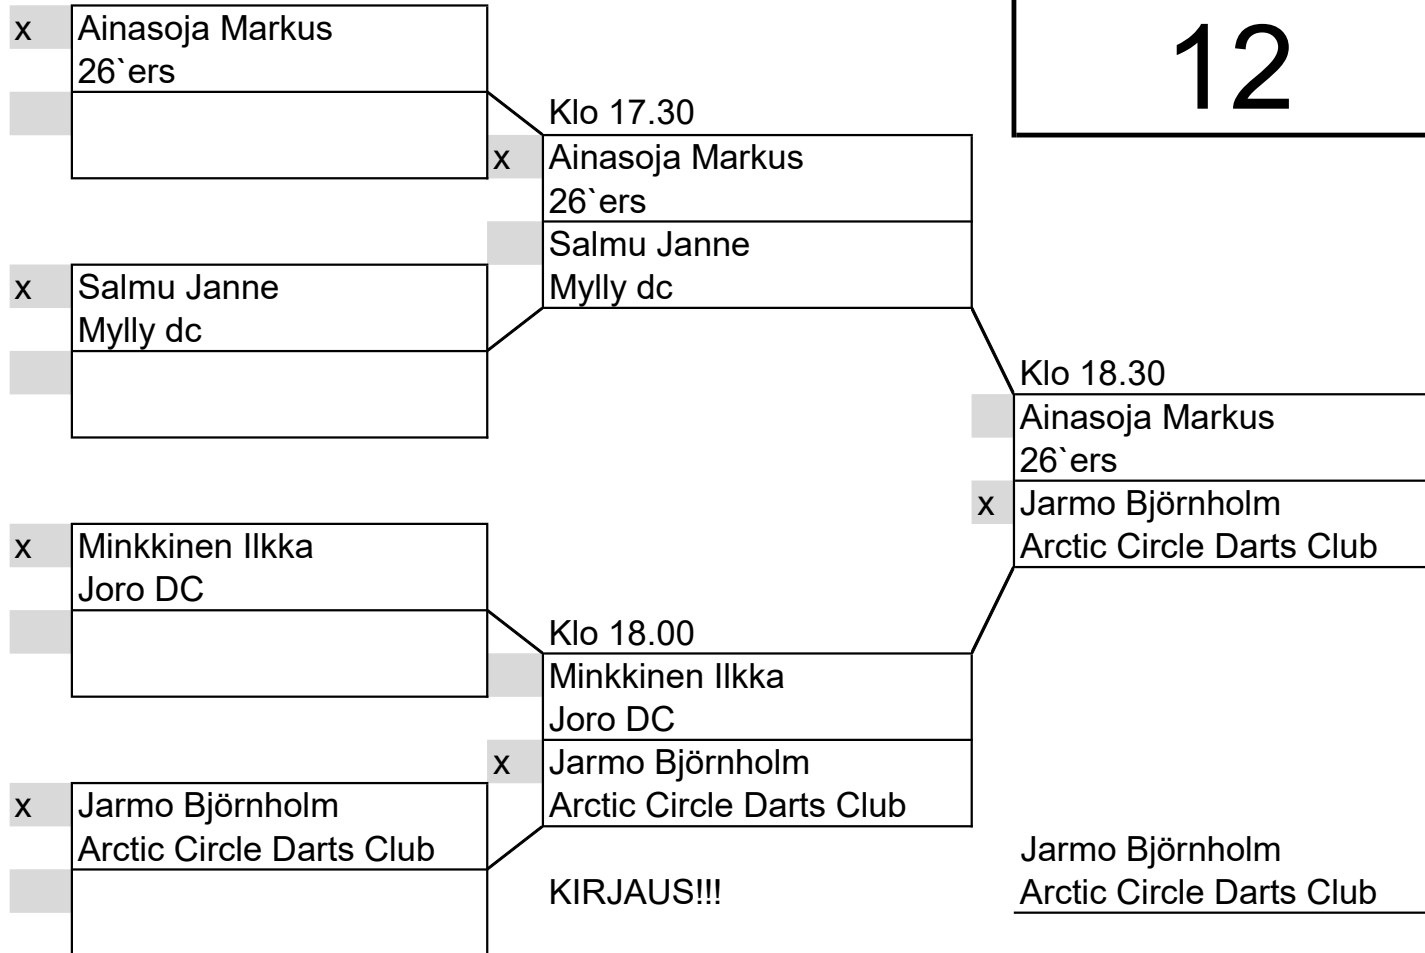 x Ainasoja Markus
26`ers
x Salmu Janne
Mylly dc
x Minkkinen Ilkka
Joro DC
x Jarmo Björnholm
Arctic Circle Darts Club
Klo 17.30
x Ainasoja Markus
26`ers
Salmu Janne
Mylly dc
Klo 18.00
Minkkinen Ilkka
Joro DC
x Jarmo Björnholm
Arctic Circle Darts Club
KIRJAUS!!!
12
Klo 18.30
Ainasoja Markus
26`ers
x Jarmo Björnholm
Arctic Circle Darts Club
Jarmo Björnholm
Arctic Circle Darts Club